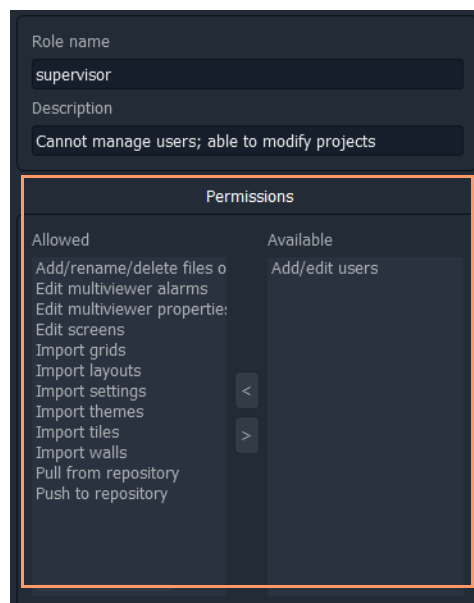 Role name
supervisor
Description
Cannot manage users; able to modify projects
Permissions
Allowed
Available
Add/rename/delete files o
Add/edit users
Edit multiviewer alarms
Edit multiviewer properties
Edit screens
Import grids
Import layouts
Import settings
<
Import themes
Import tiles
>
Import walls
Pull from repository
Push to repository